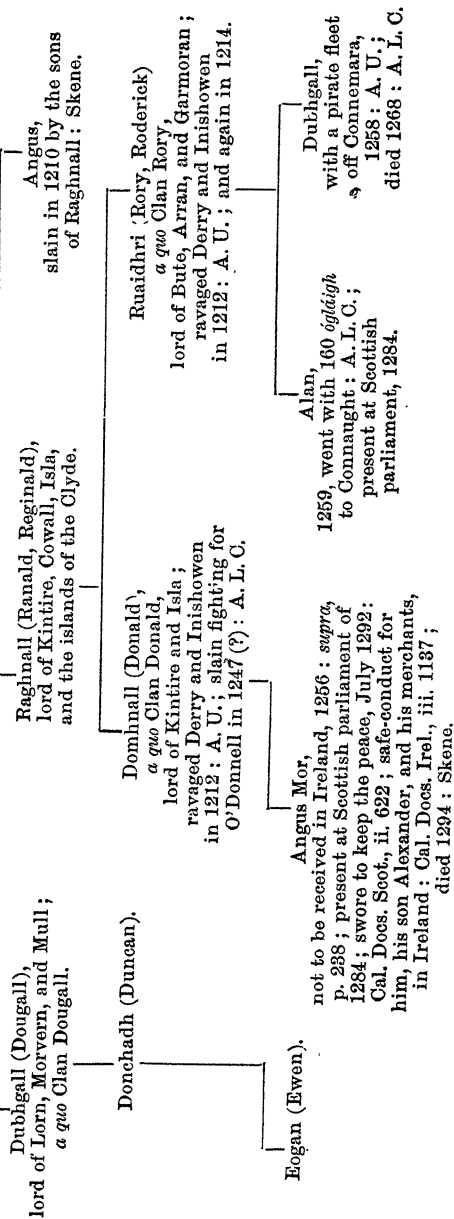 Dubhgall (Dougall),
lord of Lorn, Morvern, and Mull ;
a quo Clan Dougall.
Raghnall (Ranald, Reginald),
lord of Kintire, Cowall, Isla,
and the islands of the Clyde.
Angus,
slain in 1210 by the sons
of Raghnall : Skene.
Donchadh (Duncan).
Domhnall (Donald),
a quo Clan Donald,
lord of Kintire and Isla ;
ravaged Derry and Inishowen
in 1212 : A. U. ; slain fighting for
O'Donnell in 1247 (?) : A. L. C.
Ruaidhri (Rory, Roderick)
a quo Clan Rory,
lord of Bute, Arran, and Garmoran ;
ravaged Derry and Inishowen
in 1212 : A. U. ; and again in 1214.
Eogan (Ewen).
Angus Mor,
not to be received in Ireland, 1256 : supra,
p. 238 ; present at Scottish parliament of
1284 ; swore to keep the peace, July 1292 :
Cal. Docs. Scot., ii. 622 ; safe-conduct for
him, his son Alexander, and his merchants,
in Ireland : Cal. Docs. Irel., iii. 1137 ;
died 1294 : Skene.
Alan,
1259, went with 160 ógláigh
to Connaught : A. L. C. ;
present at Scottish
parliament, 1284.
Dubhgall,
with a pirate fleet
off Connemara,
1258 : A. U. ;
died 1268 : A. L. C.